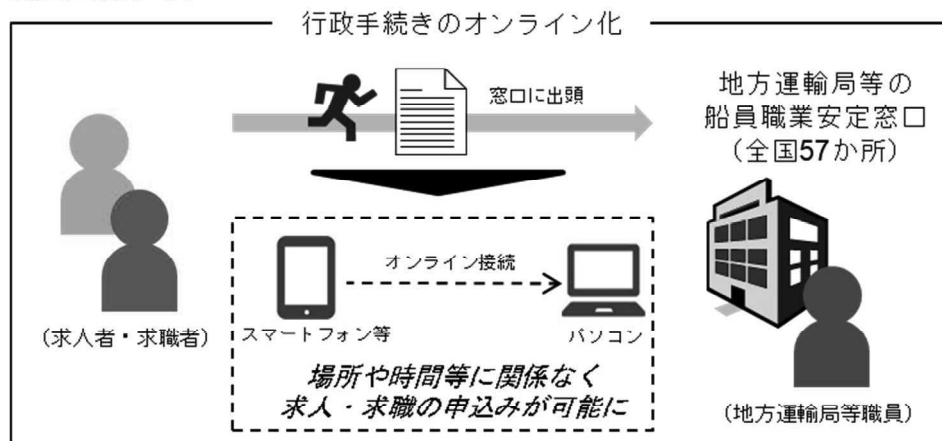 行政手続きのオンライン化
窓口に出頭
地方運輸局等の
船員職業安定窓口
（全国57か所）
オンライン接続
（求人者・求職者）
スマートフォン等
パソコン
場所や時間等に関係なく
求人・求職の申込みが可能に
（地方運輸局等職員）